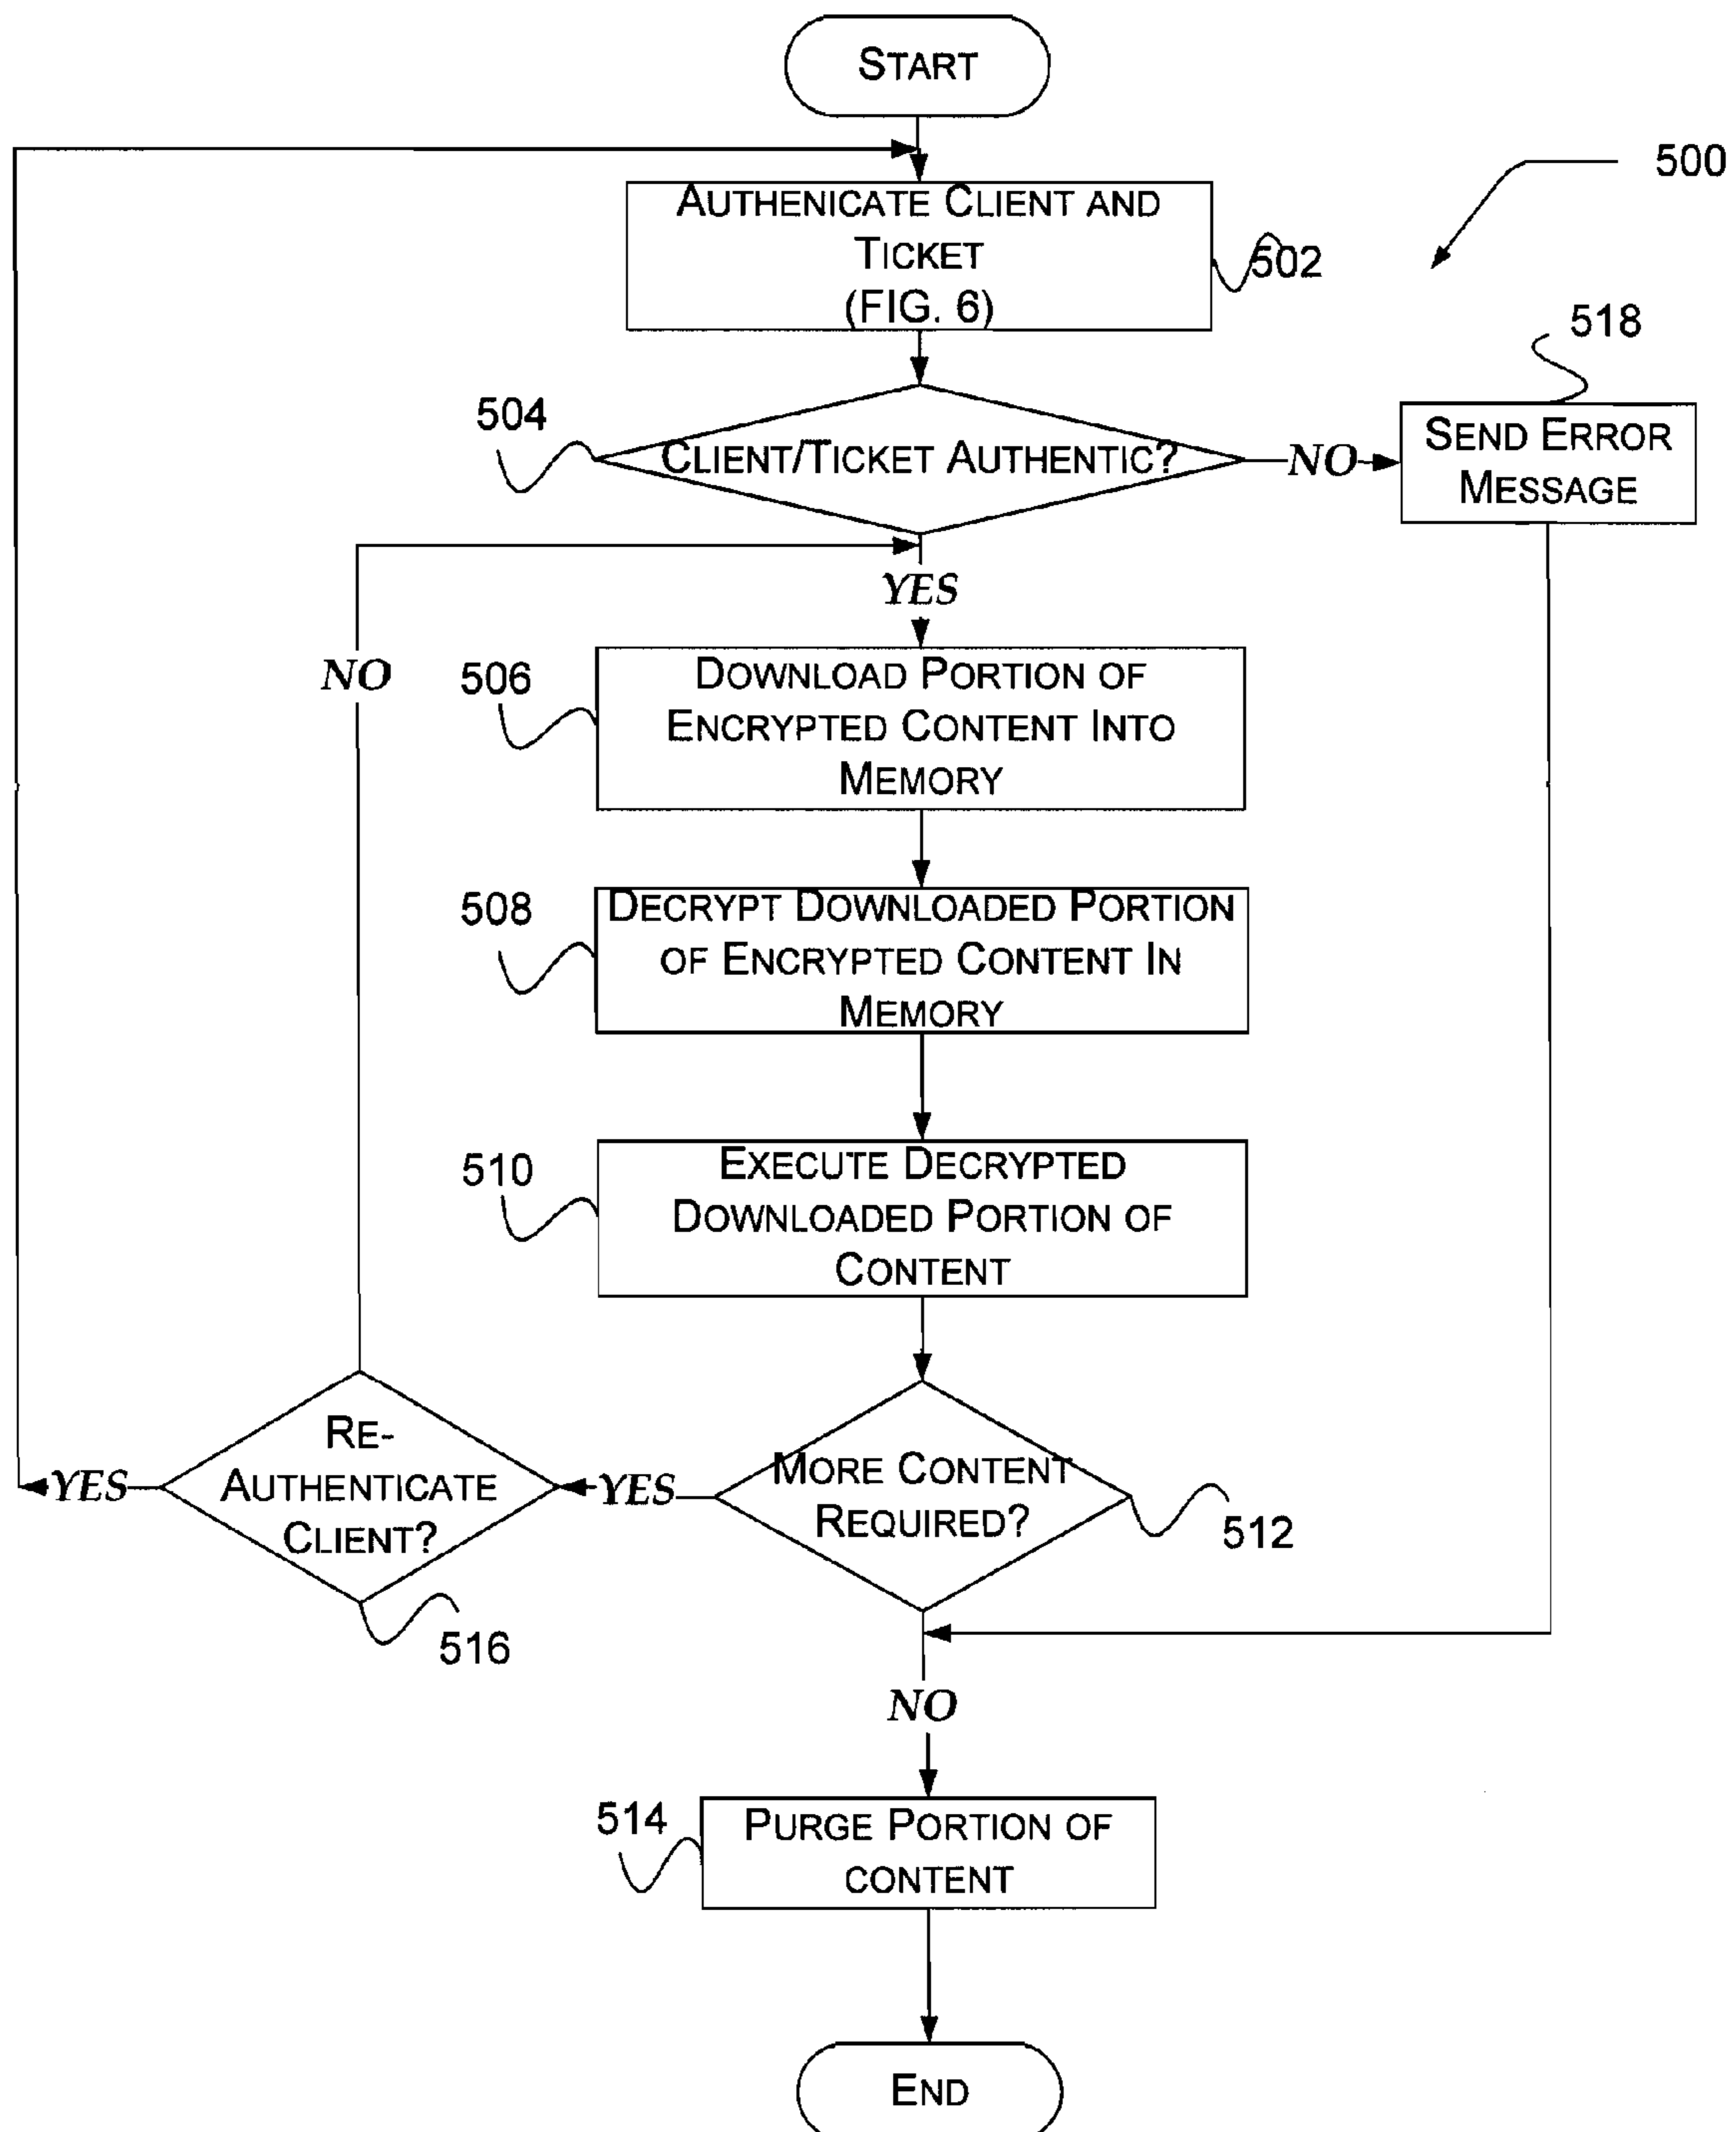 START
500
AUTHENICATE CLIENT AND
TICKET
(FIG. 6)
502
518
504
CLIENT/TICKET AUTHENTIC?
NO
SEND ERROR
MESSAGE
YES
NO
506
DOWNLOAD PORTION OF
ENCRYPTED CONTENT INTO
MEMORY
508
DECRYPT DOWNLOADED PORTION
OF ENCRYPTED CONTENT IN
MEMORY
510
EXECUTE DECRYPTED
DOWNLOADED PORTION OF
CONTENT
RE-
AUTHENTICATE
CLIENT?
YES
YES
MORE CONTENT
REQUIRED?
512
516
NO
514
PURGE PORTION OF
CONTENT
END